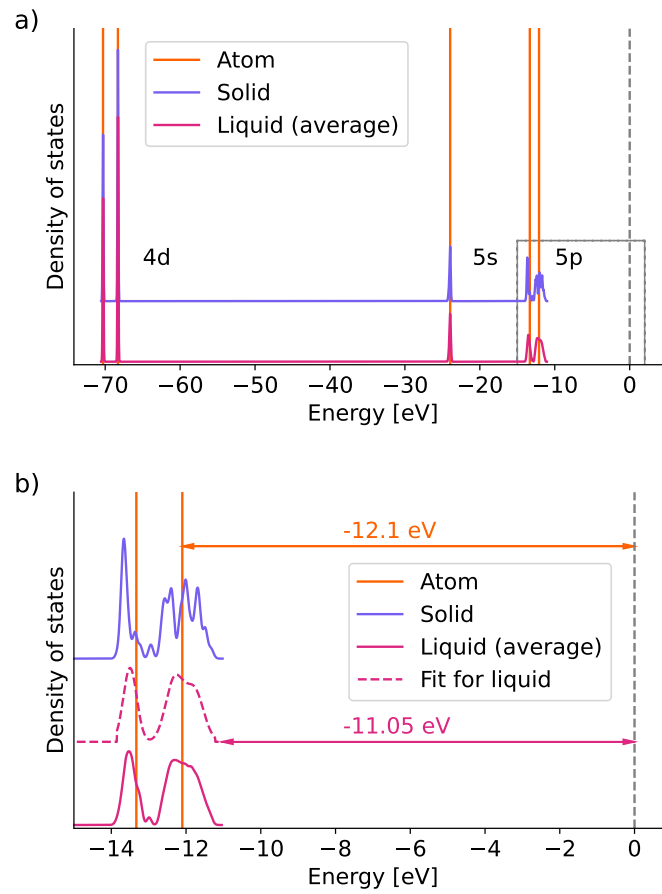 a)
Atom
Solid
Liquid (average)
4d
5s
5p
Density of states
−70 −60 −50 −40 −30 −20 −10 0
Energy [eV]
b)
-12.1 eV
Atom
Solid
Liquid (average)
Fit for liquid
-11.05 eV
Density of states
−14 −12 −10 −8 −6 −4 −2 0
Energy [eV]